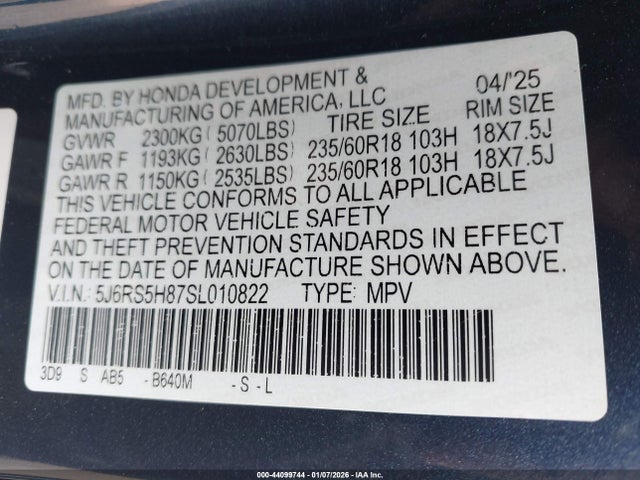 MFD. BY HONDA DEVELOPMENT & 04/'25
MANUFACTURING OF AMERICA, LLC
GVWR 2300KG ( 5070LBS) TIRE SIZE RIM SIZE
GAWR F 1193KG ( 2630LBS) 235/60R18 103H 18X7.5J
GAWR R 1150KG ( 2535LBS) 235/60R18 103H 18X7.5J
THIS VEHICLE CONFORMS TO ALL APPLICABLE
FEDERAL MOTOR VEHICLE SAFETY
AND THEFT PREVENTION STANDARDS IN EFFECT
ON THE DATE OF MANUFACTURE SHOWN ABOVE.
V.I.N.: 5J6RS5H87SL010822 TYPE: MPV
3D9 S AB5 - B640M - S - L
000-44099744 | 01/07/2026 | IAA Inc.